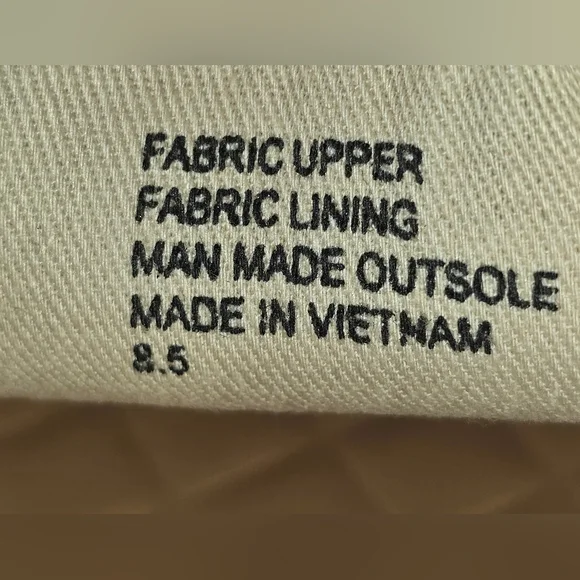 FABRIC UPPER
FABRIC LINING
MAN MADE OUTSOLE
MADE IN VIETNAM
8.5